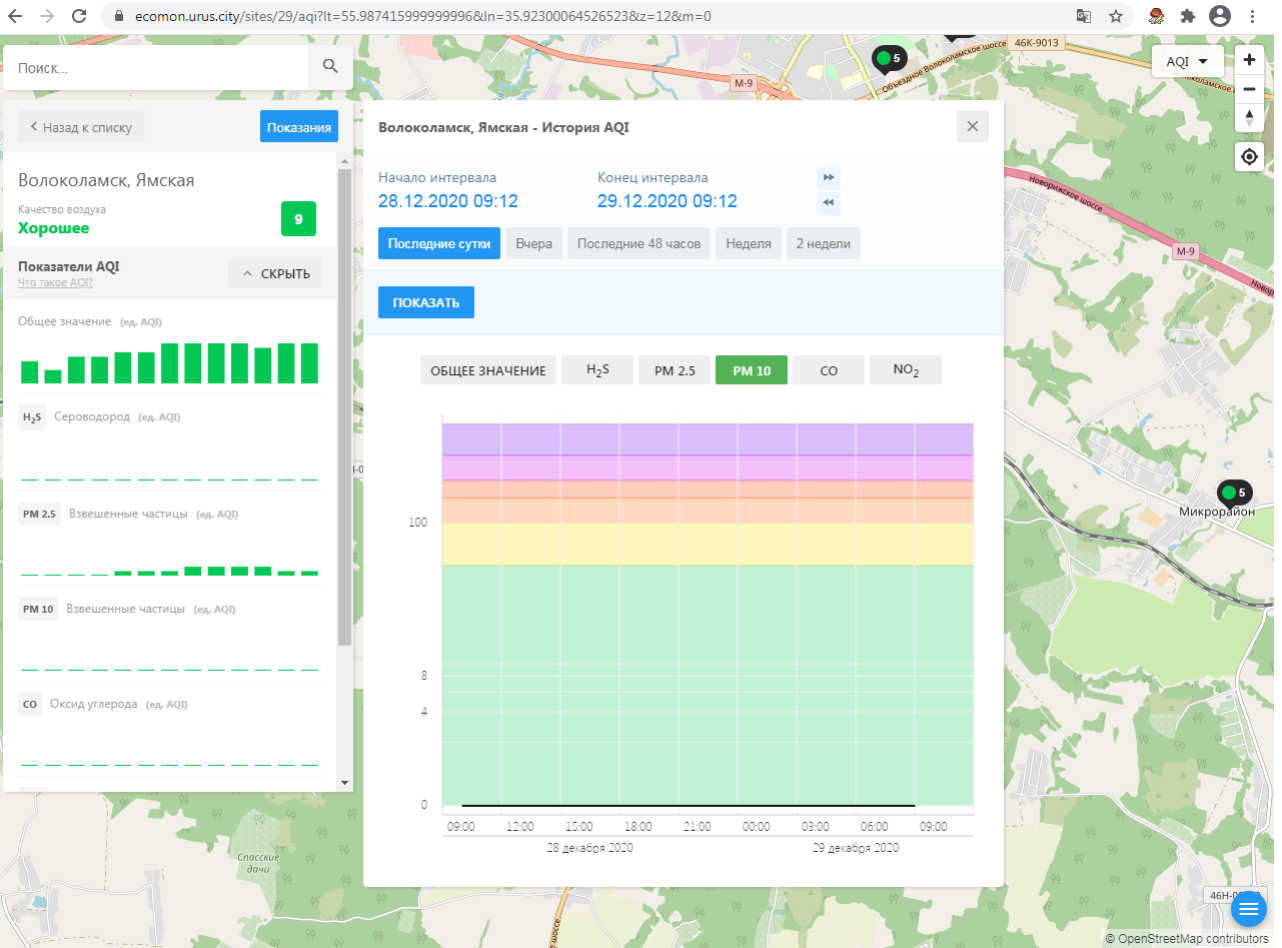 ecomon.urus.city/sites/29/aqi?lt=55.987415999999996&ln=35.92300064526523&z=12&m=0
Поиск...
Назад к списку
Показания
Волоколамск, Ямская
Качество воздуха
Хорошее
9
Показатели AQI
Что такое AQI?
СКРЫТЬ
Общее значение (ед. AQI)
H2S Сероводород (ед. AQI)
PM 2.5 Взвешенные частицы (ед. AQI)
PM 10 Взвешенные частицы (ед. AQI)
CO Оксид углерода (ед. AQI)
Волоколамск, Ямская - История AQI
Начало интервала
28.12.2020 09:12
Конец интервала
29.12.2020 09:12
Последние сутки
Вчера
Последние 48 часов
Неделя
2 недели
ПОКАЗАТЬ
ОБЩЕЕ ЗНАЧЕНИЕ
H2S
PM 2.5
PM 10
CO
NO2
100
8
4
0
09:00 12:00 15:00 18:00 21:00 00:00 03:00 06:00 09:00
28 декабря 2020 29 декабря 2020
AQI
5
М-9
46К-9013
Объездное Волоколамское шоссе
Новорижское шоссе
М-9
5
Микрорайон
Спасские
дачи
шоссе
© OpenStreetMap contributors